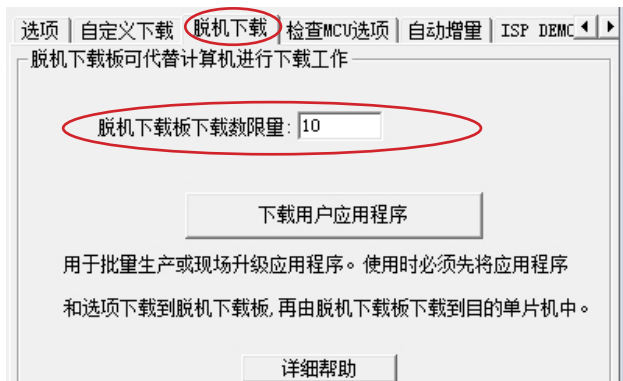 选项 自定义下载 脱机下载 检查MCU选项 自动增量 ISP DEMO
脱机下载板可代替计算机进行下载工作
脱机下载板下载数限量: 10
下载用户应用程序
用于批量生产或现场升级应用程序。使用时必须先将应用程序
和选项下载到脱机下载板,再由脱机下载板下载到目的单片机中。
详细帮助